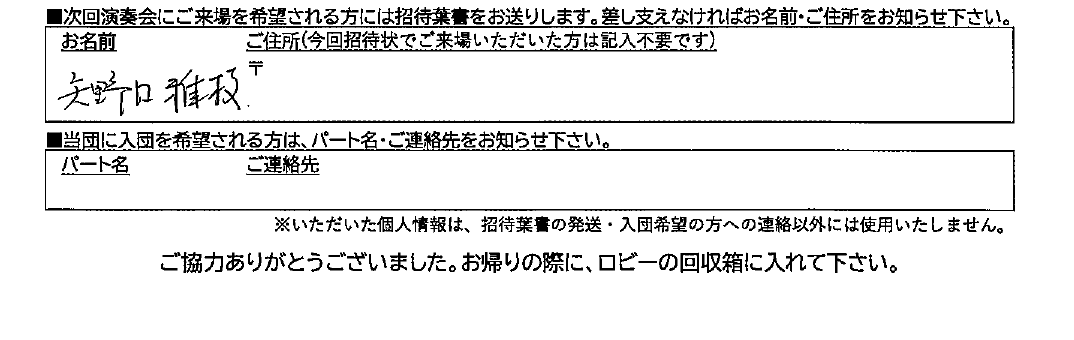 ■次回演奏会にご来場を希望される方には招待葉書をお送りします。差し支えなければお名前・ご住所をお知らせ下さい。
お名前 ご住所(今回招待状でご来場いただいた方は記入不要です)
〒
矢野口 雅枝
■当団に入団を希望される方は、パート名・ご連絡先をお知らせ下さい。
パート名 ご連絡先
※いただいた個人情報は、招待葉書の発送・入団希望の方への連絡以外には使用いたしません。
ご協力ありがとうございました。お帰りの際に、ロビーの回収箱に入れて下さい。